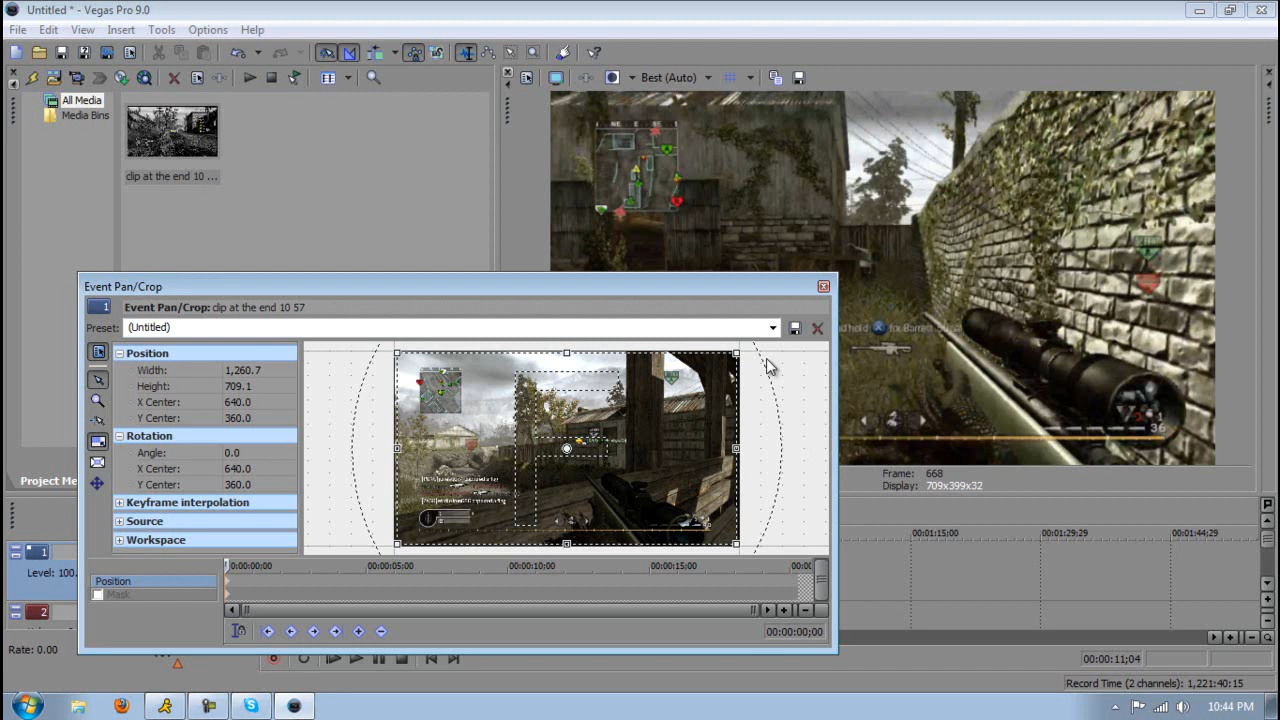 Untitled * - Vegas Pro 9.0
File Edit View Insert Tools Options Help
All Media
Media Bins
clip at the end 10 ...
Best (Auto)
36
Project Me
Frame: 668
Display: 709x399x32
Event Pan/Crop
1 Event Pan/Crop: clip at the end 10 57
Preset: (Untitled)
Position
Width: 1,260.7
Height: 709.1
X Center: 640.0
Y Center: 360.0
Rotation
Angle: 0.0
X Center: 640.0
Y Center: 360.0
Keyframe interpolation
Source
Workspace
0:00:00;00 00:00:05;00 00:00:10;00 00:00:15;00 00:00
Position
Mask
00:00:00;00
00:01:15;00 00:01:29;29 00:01:44;29
1
Level: 100.
2
Rate: 0.00
00:00:11;04
Record Time (2 channels): 1,221:40:15
10:44 PM